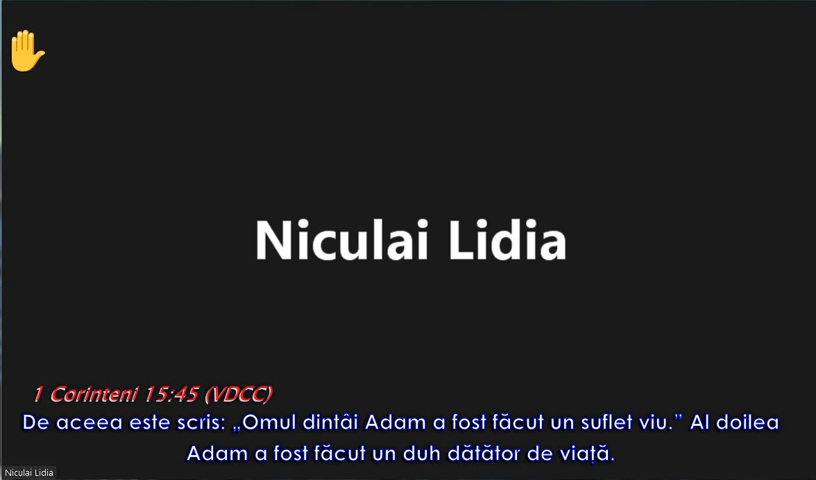 Niculai Lidia
1 Corinteni 15:45 (VDCC)
De aceea este scris: „Omul dintâi Adam a fost făcut un suflet viu.” Al doilea
Adam a fost făcut un duh dătător de viață.
Niculai Lidia